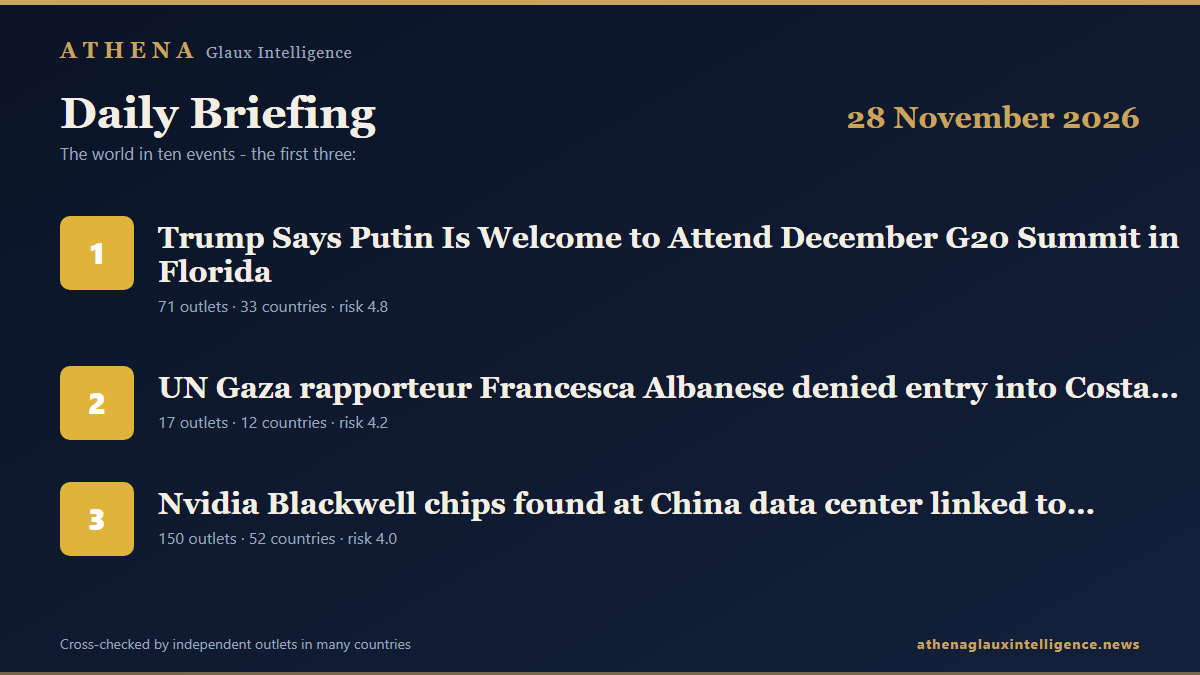 ATHENA Glaux Intelligence
Daily Briefing
28 November 2026
The world in ten events - the first three:
1
Trump Says Putin Is Welcome to Attend December G20 Summit in
Florida
71 outlets · 33 countries · risk 4.8
2
UN Gaza rapporteur Francesca Albanese denied entry into Costa...
17 outlets · 12 countries · risk 4.2
3
Nvidia Blackwell chips found at China data center linked to...
150 outlets · 52 countries · risk 4.0
Cross-checked by independent outlets in many countries
athenaglauxintelligence.news